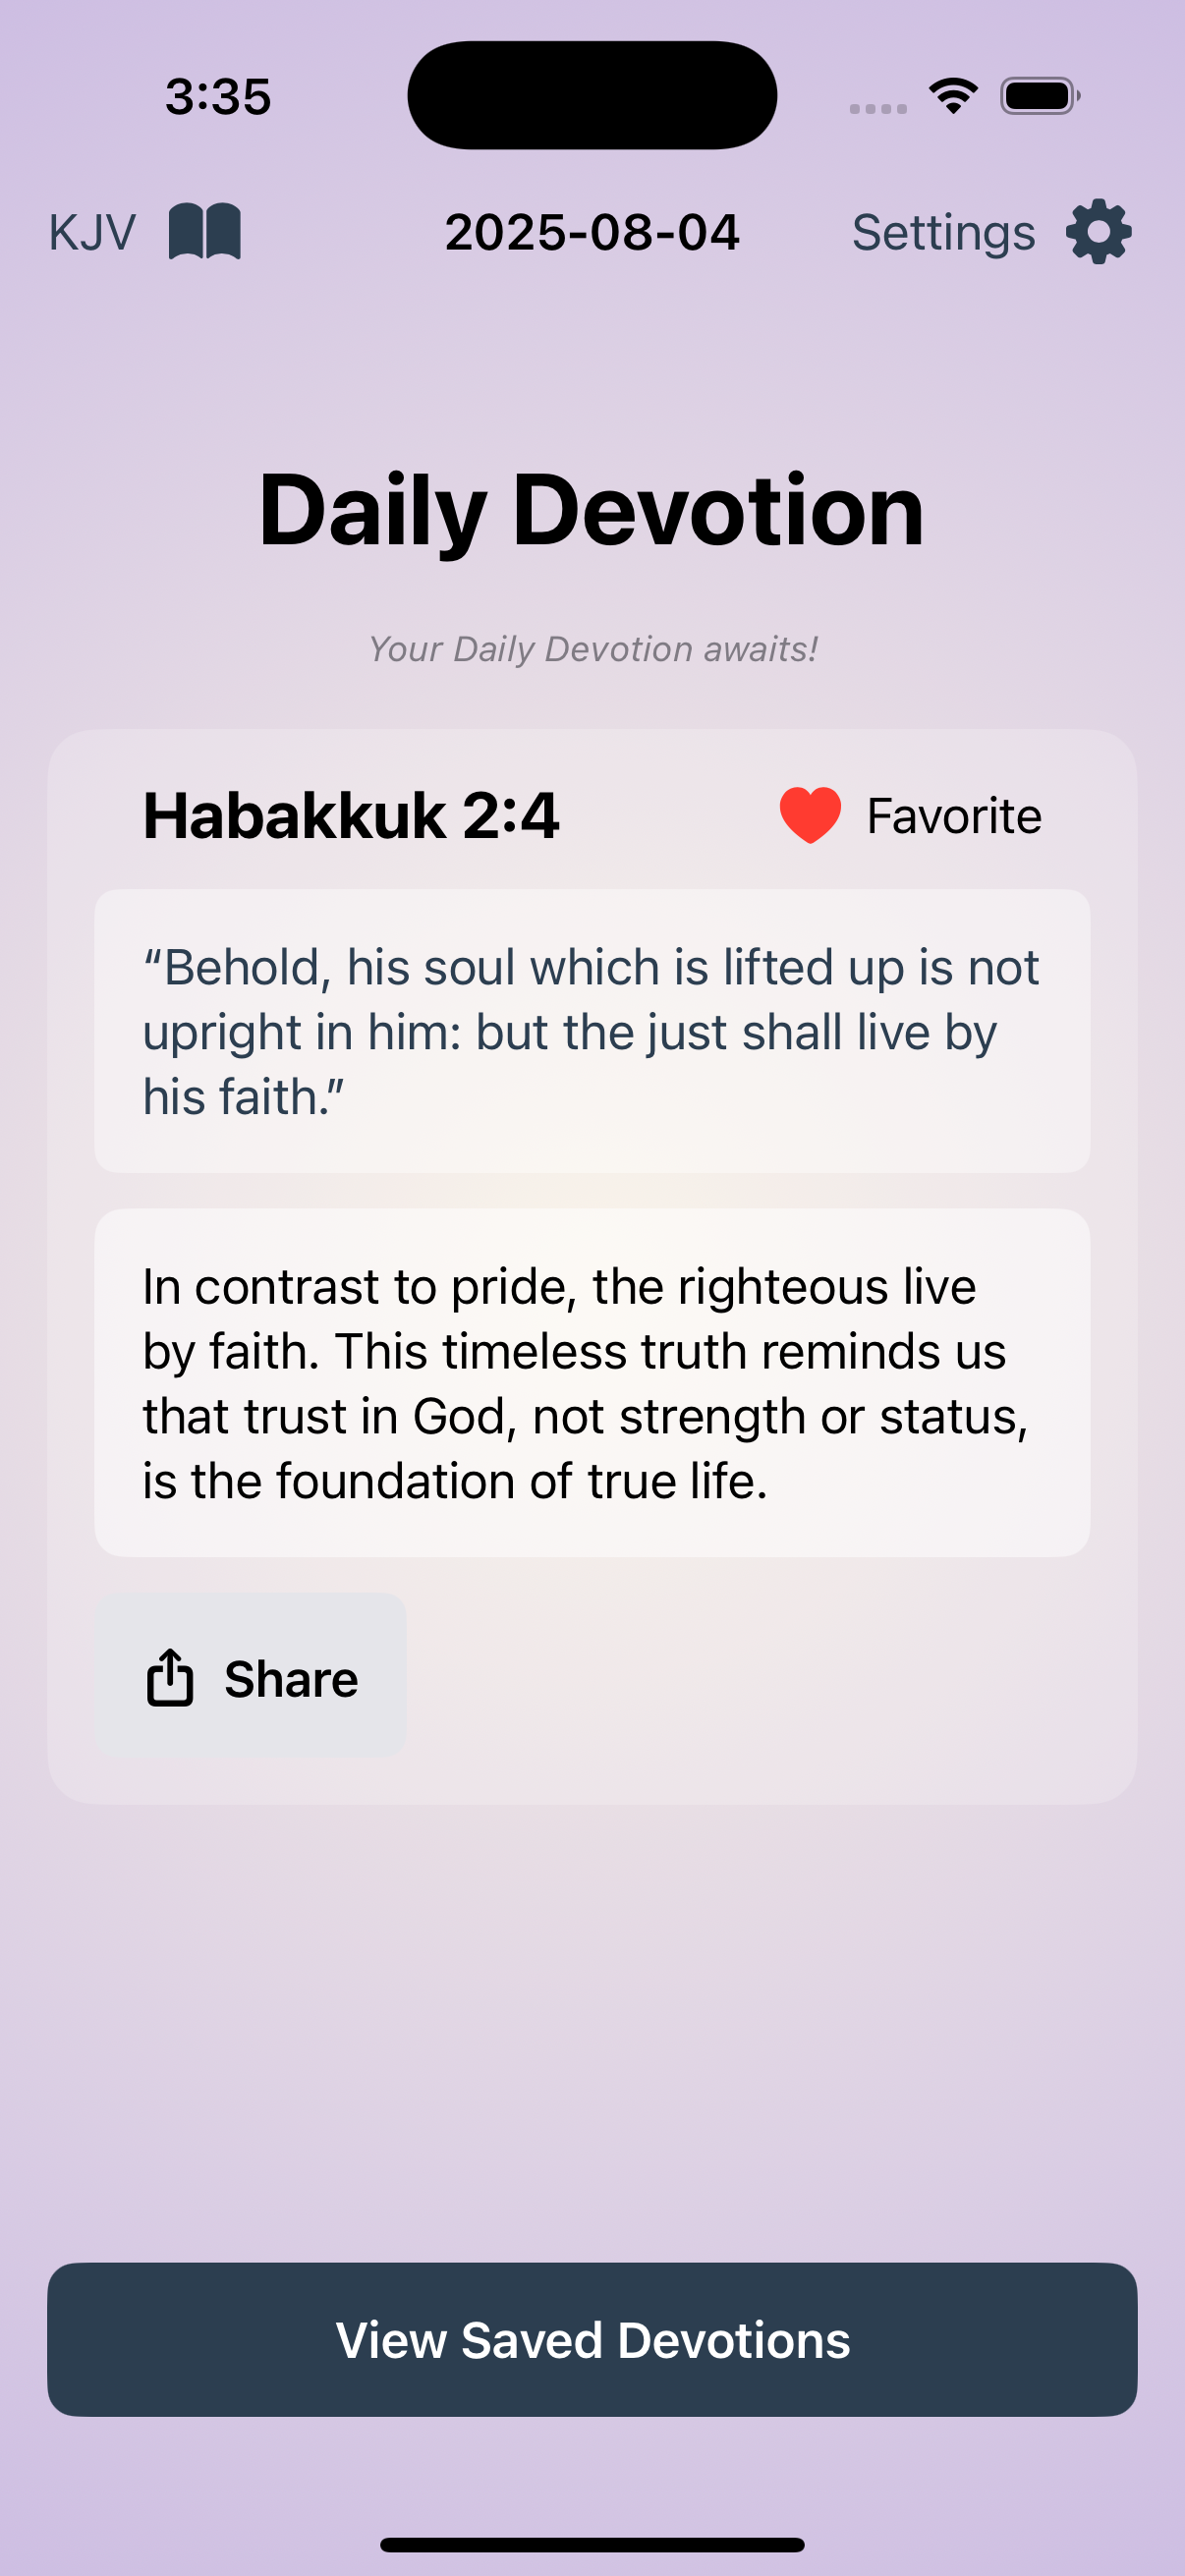 3:35
KJV 2025-08-04 Settings
Daily Devotion
Your Daily Devotion awaits!
Habakkuk 2:4 Favorite
“Behold, his soul which is lifted up is not
upright in him: but the just shall live by
his faith.”
In contrast to pride, the righteous live
by faith. This timeless truth reminds us
that trust in God, not strength or status,
is the foundation of true life.
Share
View Saved Devotions